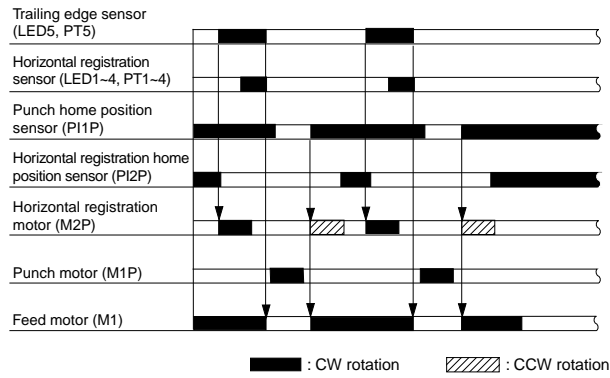 Trailing edge sensor
(LED5, PT5)
Horizontal registration
sensor (LED1~4, PT1~4)
Punch home position
sensor (PI1P)
Horizontal registration home
position sensor (PI2P)
Horizontal registration
motor (M2P)
Punch motor (M1P)
Feed motor (M1)
: CW rotation
: CCW rotation